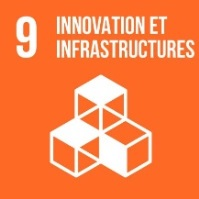 9 INNOVATION ET
INFRASTRUCTURES